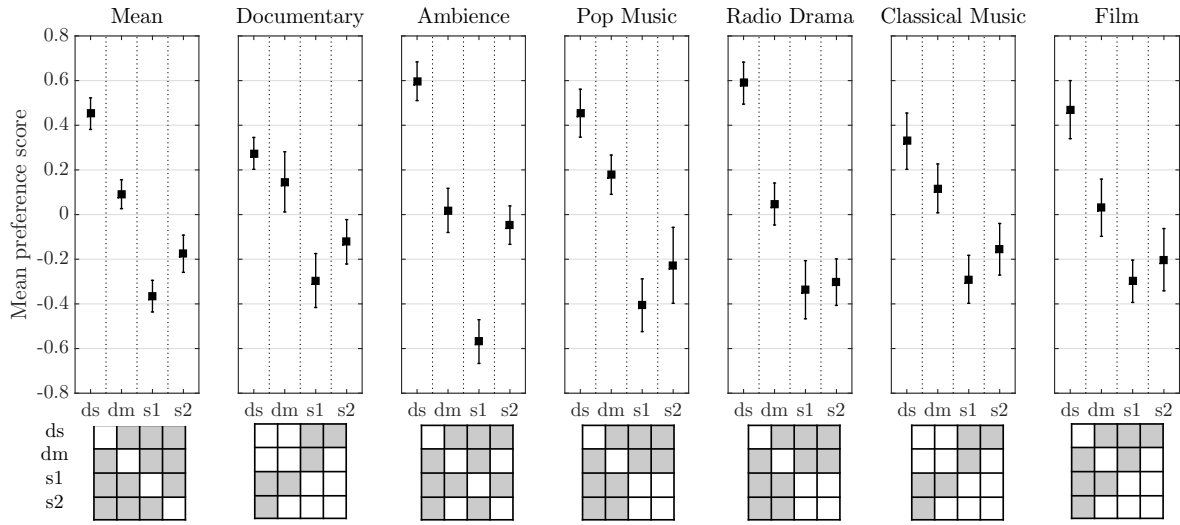 Mean Documentary Ambience Pop Music Radio Drama Classical Music Film
Mean preference score
0.8
0.6
0.4
0.2
0
-0.2
-0.4
-0.6
-0.8
ds dm s1 s2 ds dm s1 s2 ds dm s1 s2 ds dm s1 s2 ds dm s1 s2 ds dm s1 s2 ds dm s1 s2
ds
dm
s1
s2